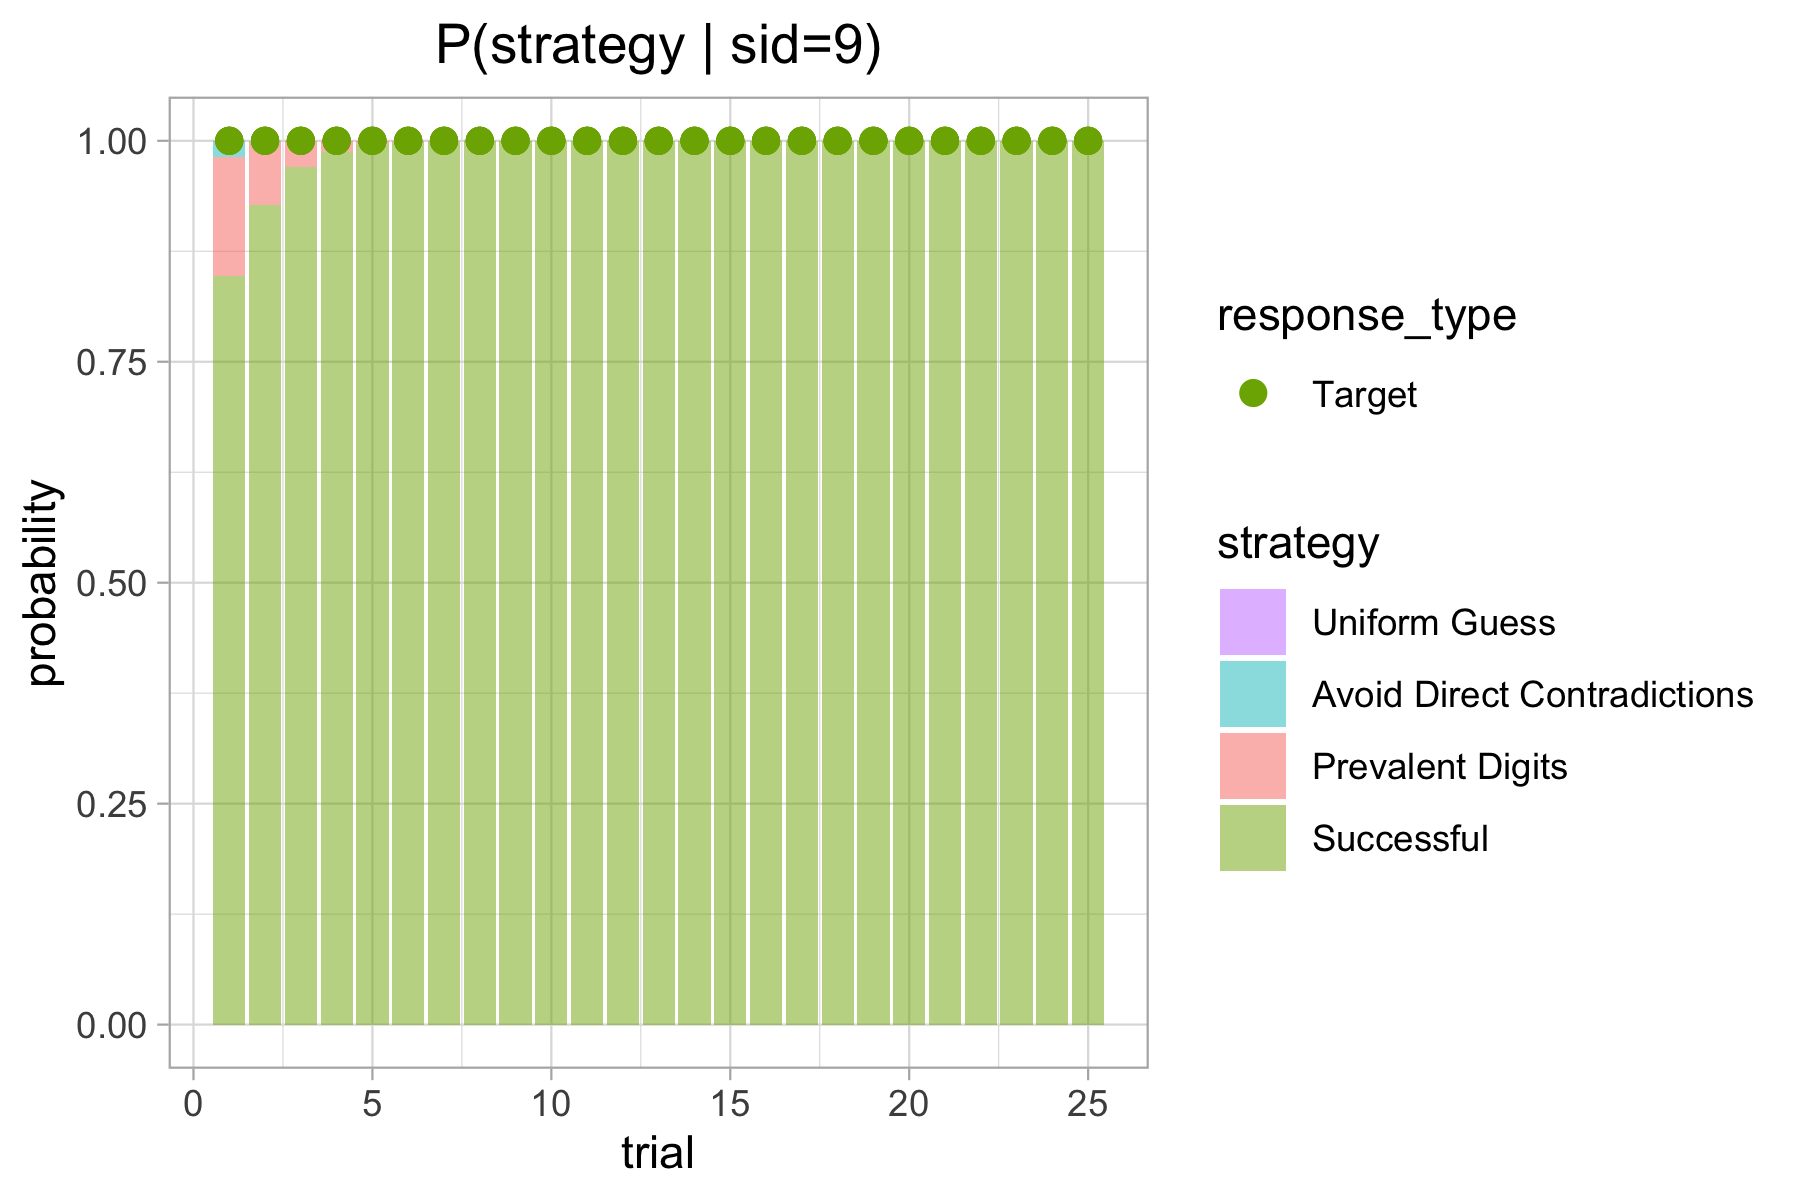 P(strategy | sid=9)
1.00
0.75
0.50
0.25
0.00
probability
0 5 10 15 20 25
trial
response_type
Target
strategy
Uniform Guess
Avoid Direct Contradictions
Prevalent Digits
Successful